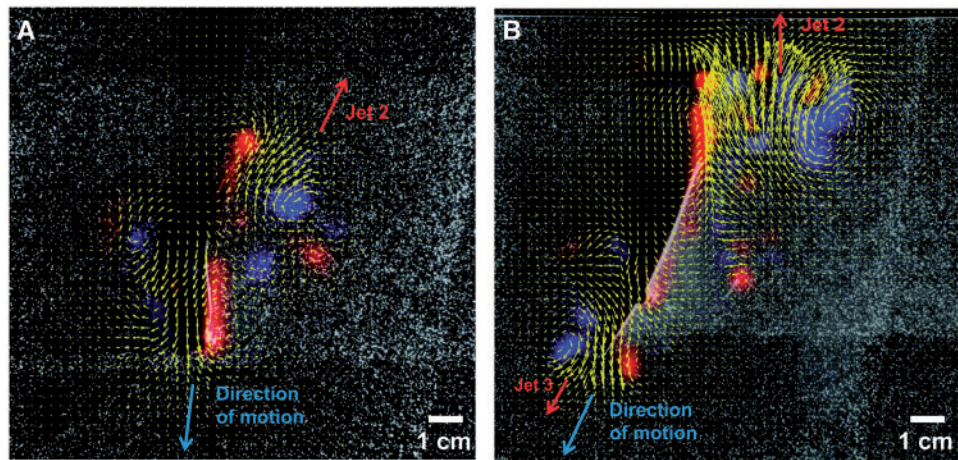 A
Jet 2
Direction
of motion
1 cm
B
Jet 2
Jet 3
Direction
of motion
1 cm